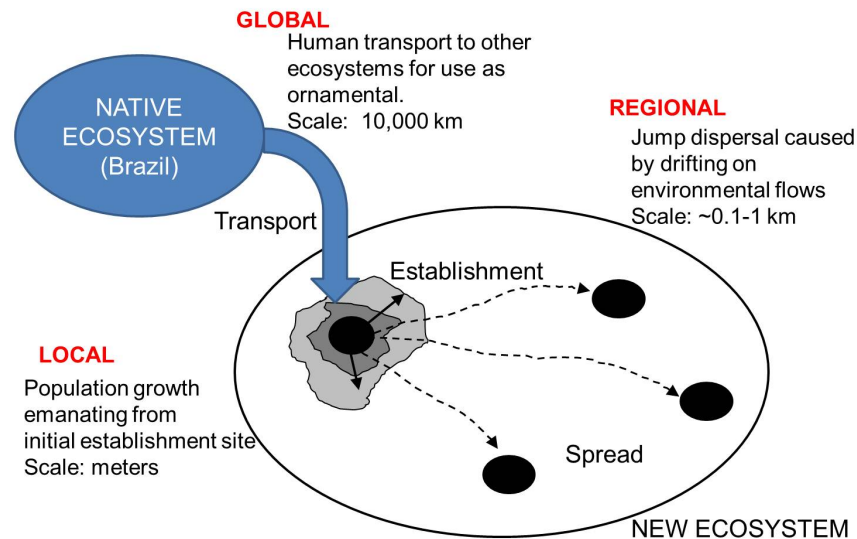 GLOBAL
Human transport to other
ecosystems for use as
ornamental.
Scale:  10,000 km
NATIVE
ECOSYSTEM
(Brazil)
REGIONAL
Jump dispersal caused
by drifting on
environmental flows
Scale: ~0.1-1 km
Transport
Establishment
LOCAL
Population growth
emanating from
initial establishment site
Scale: meters
Spread
NEW ECOSYSTEM